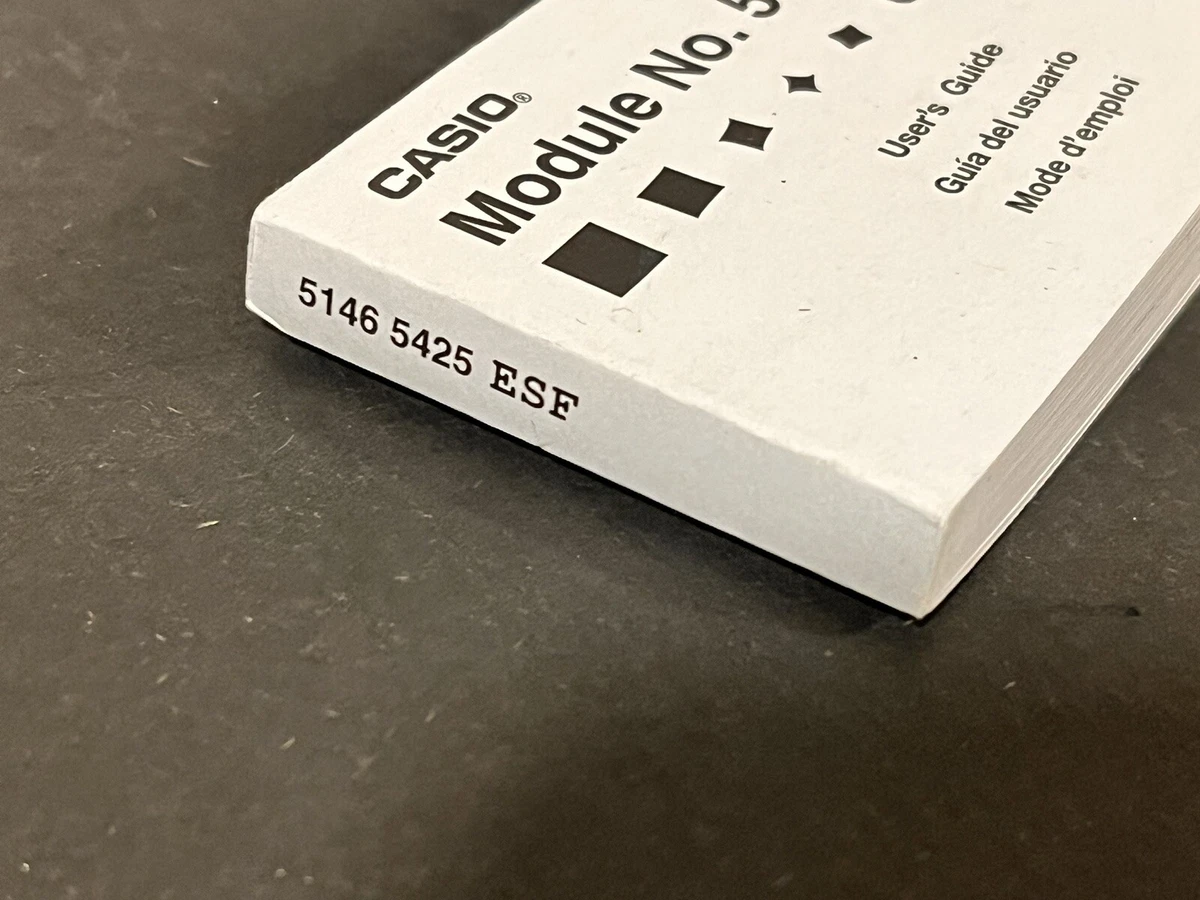 CASIO®
Module No. 5
User's Guide
Guía del usuario
Mode d'emploi
5146 5425 ESF